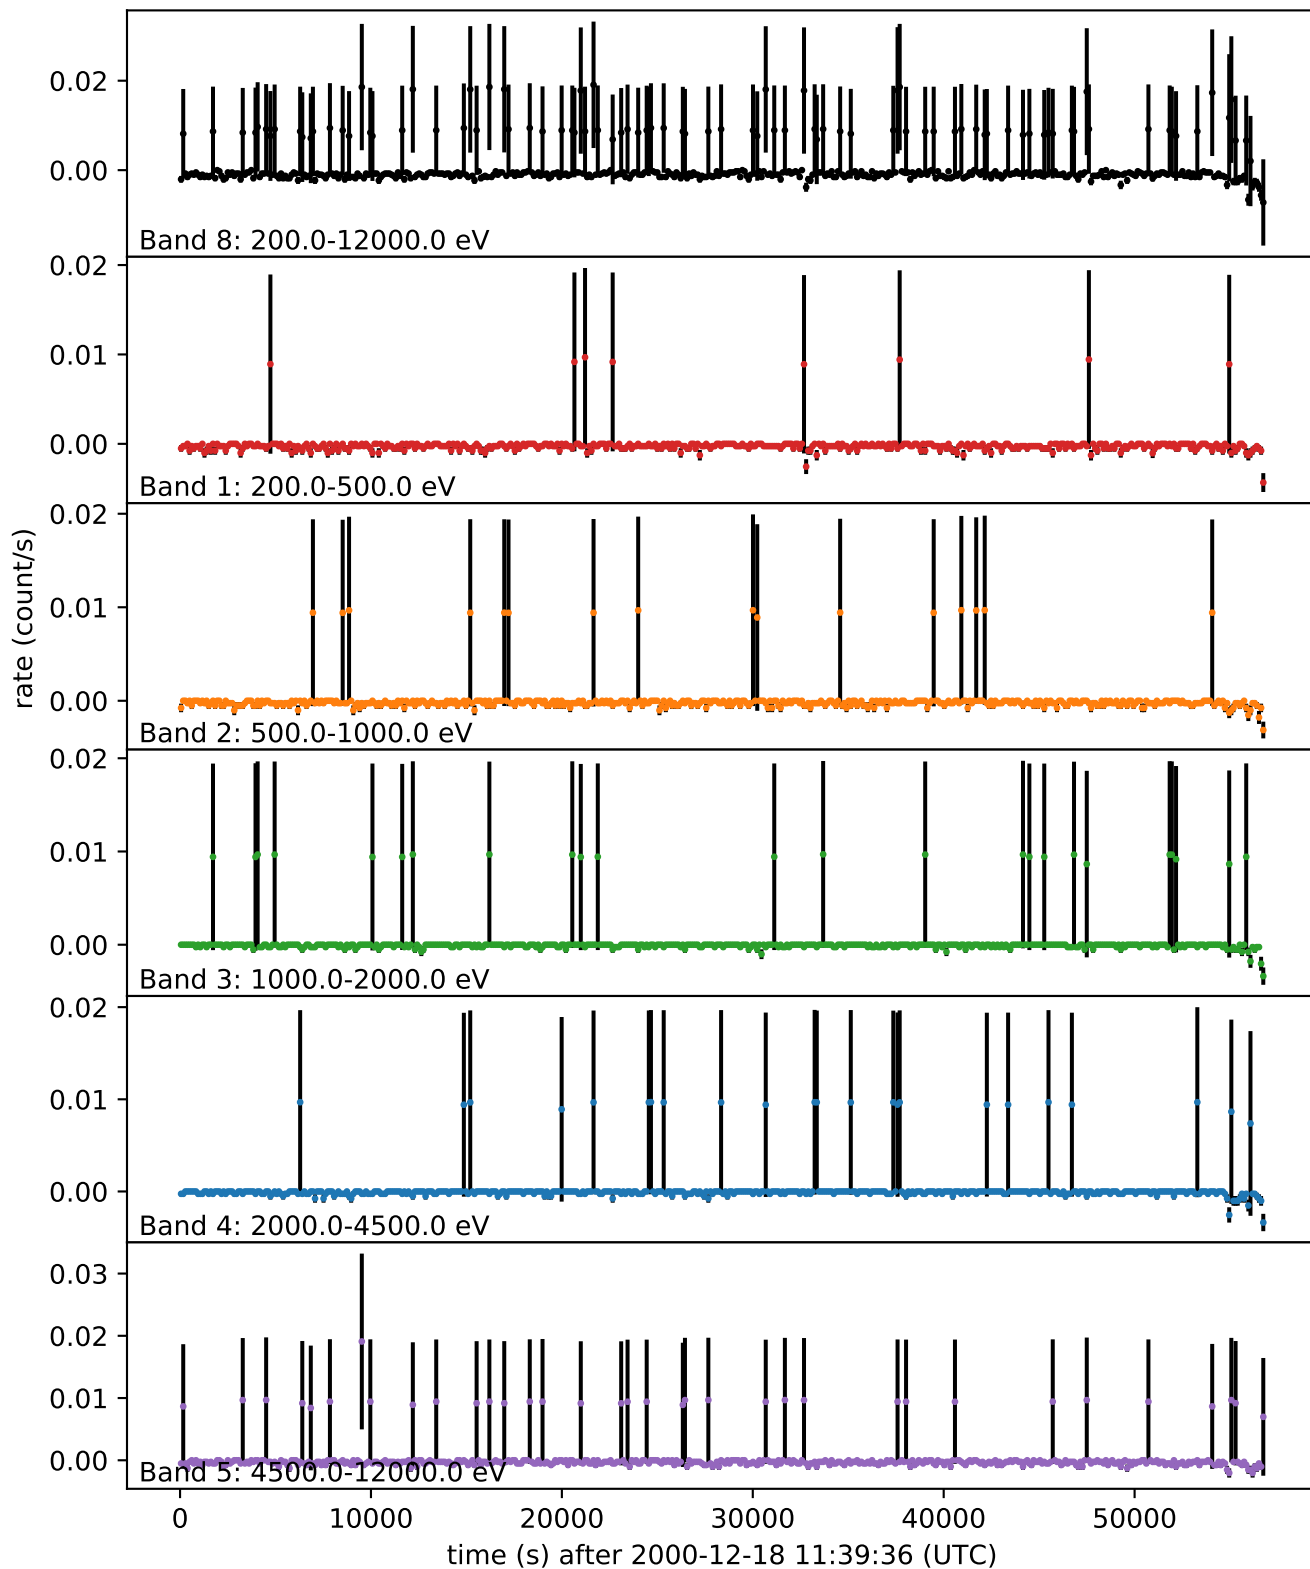 0.02
0.00
Band 8: 200.0-12000.0 eV
0.02
0.01
0.00
Band 1: 200.0-500.0 eV
0.02
0.01
0.00
Band 2: 500.0-1000.0 eV
rate (count/s)
0.02
0.01
0.00
Band 3: 1000.0-2000.0 eV
0.02
0.01
0.00
Band 4: 2000.0-4500.0 eV
0.03
0.02
0.01
0.00
Band 5: 4500.0-12000.0 eV
0 10000 20000 30000 40000 50000
time (s) after 2000-12-18 11:39:36 (UTC)